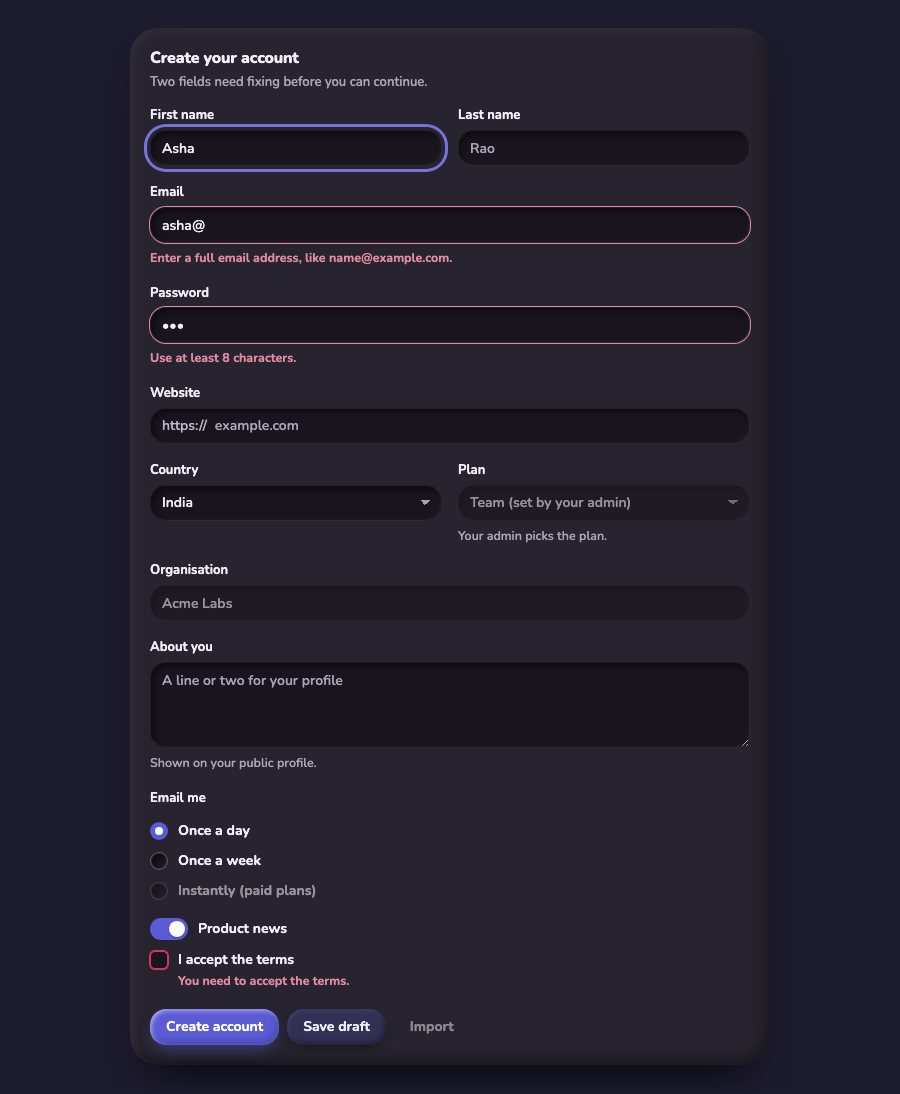 Create your account
Two fields need fixing before you can continue.
First name
Last name
Asha
Rao
Email
asha@
Enter a full email address, like name@example.com.
Password
•••
Use at least 8 characters.
Website
https:// example.com
Country
Plan
India
Team (set by your admin)
Your admin picks the plan.
Organisation
Acme Labs
About you
A line or two for your profile
Shown on your public profile.
Email me
Once a day
Once a week
Instantly (paid plans)
Product news
I accept the terms
You need to accept the terms.
Create account
Save draft
Import